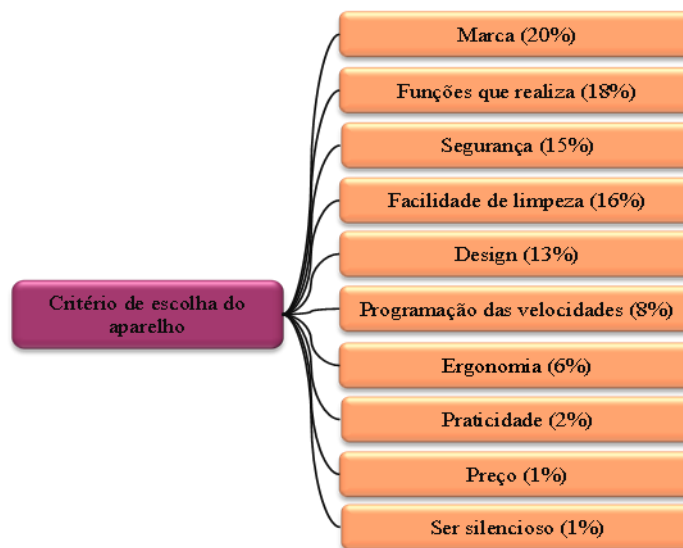 Marca (20%)
Funções que realiza (18%)
Segurança (15%)
Facilidade de limpeza (16%)
Design (13%)
Critério de escolha do
aparelho
Programação das velocidades (8%)
Ergonomia (6%)
Praticidade (2%)
Preço (1%)
Ser silencioso (1%)